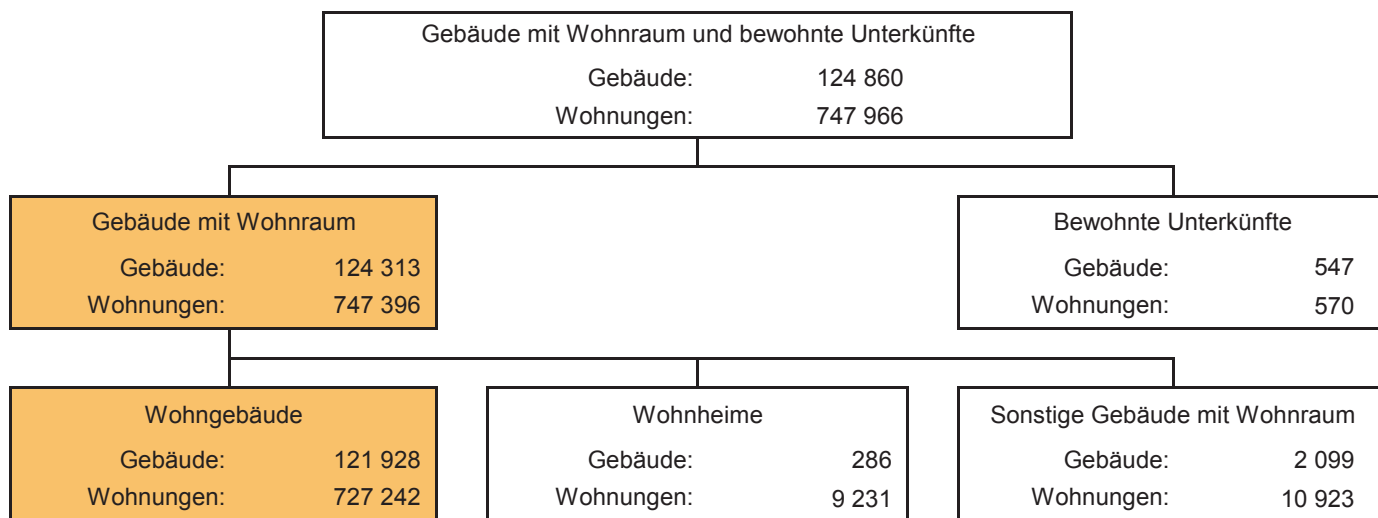 Gebäude mit Wohnraum und bewohnte Unterkünfte
Gebäude: 124 860
Wohnungen: 747 966
Gebäude mit Wohnraum
Gebäude: 124 313
Wohnungen: 747 396
Bewohnte Unterkünfte
Gebäude: 547
Wohnungen: 570
Wohngebäude
Gebäude: 121 928
Wohnungen: 727 242
Wohnheime
Gebäude: 286
Wohnungen: 9 231
Sonstige Gebäude mit Wohnraum
Gebäude: 2 099
Wohnungen: 10 923